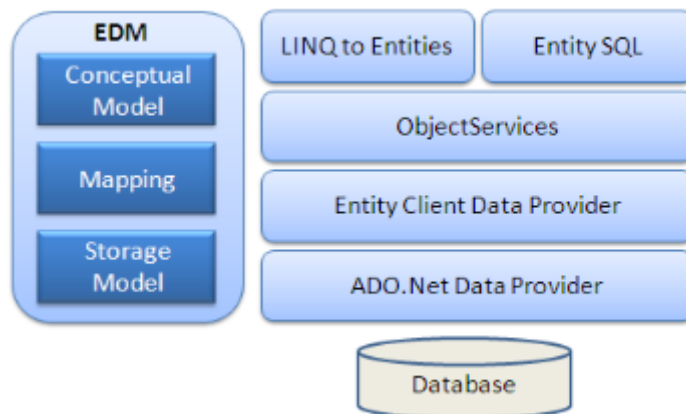 EDM
Conceptual
Model
Mapping
Storage
Model
LINQ to Entities
Entity SQL
ObjectServices
Entity Client Data Provider
ADO.Net Data Provider
Database